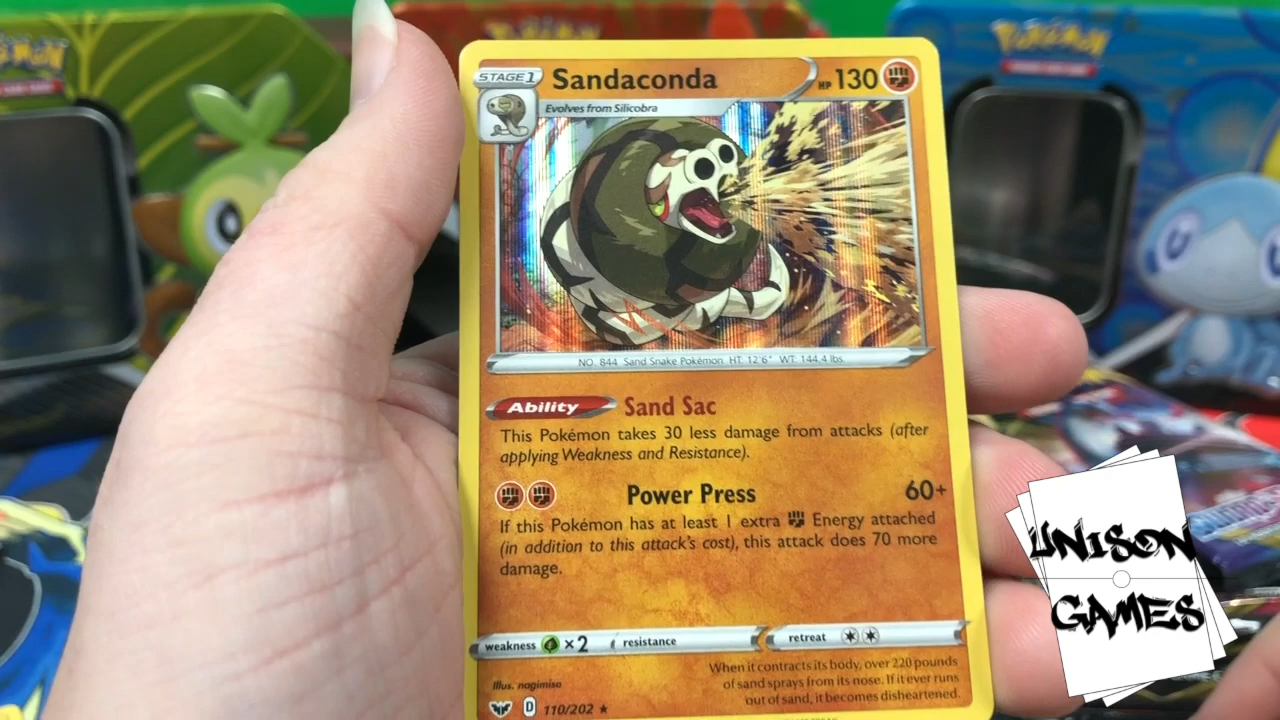 Pokémon
Pokémon
STAGE 1
Sandaconda
HP 130
Evolves from Silicobra
NO. 844 Sand Snake Pokémon HT: 12'6" WT: 144.4 lbs.
Ability Sand Sac
This Pokémon takes 30 less damage from attacks (after
applying Weakness and Resistance).
Power Press 60+
If this Pokémon has at least 1 extra Energy attached
(in addition to this attack's cost), this attack does 70 more
damage.
weakness ×2 resistance retreat
When it contracts its body, over 220 pounds
of sand sprays from its nose. If it ever runs
out of sand, it becomes disheartened.
Illus. nagimiso
D 110/202 ★
UNISON
GAMES